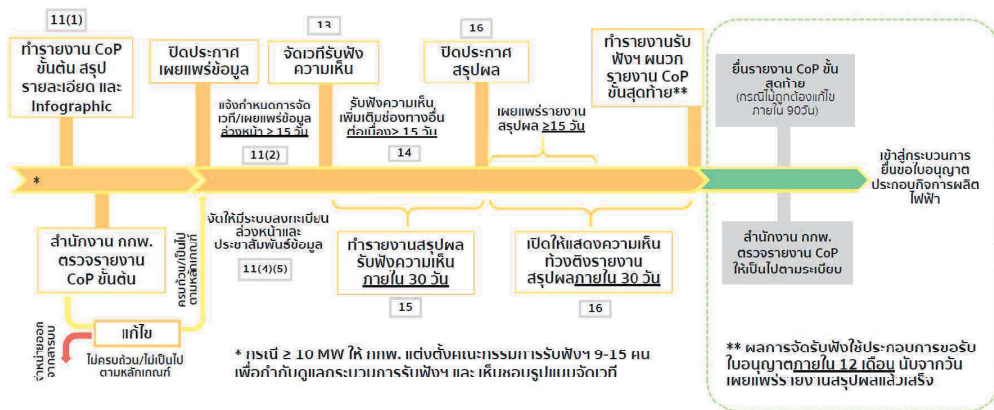 11(1)
ทำรายงาน CoP
ขั้นต้น สรุป
รายละเอียด และ
Infographic
ปิดประกาศ
เผยแพร่ข้อมูล
แจ้งกำหนดการจัด
เวที/เผยแพร่ข้อมูล
ล่วงหน้า ≥ 15 วัน
11(2)
13
จัดเวทีรับฟัง
ความเห็น
รับฟังความเห็น
เพิ่มเติมช่องทางอื่น
ต่อเนื่อง≥ 15 วัน
14
16
ปิดประกาศ
สรุปผล
เผยแพร่รายงาน
สรุปผล ≥15 วัน
ทำรายงานรับ
ฟังฯ ผนวก
รายงาน CoP
ขั้นสุดท้าย**
ยื่นรายงาน CoP ขั้น
สุดท้าย
(กรณีไม่ถูกต้องแก้ไข
ภายใน 90วัน)
*
เข้าสู่กระบวนการ
ยื่นขอใบอนุญาต
ประกอบกิจการผลิต
ไฟฟ้า
สำนักงาน กกพ.
ตรวจรายงาน
CoP ขั้นต้น
ครบถ้วน/เป็นไป
ตามหลักเกณฑ์
จัดให้มีระบบลงทะเบียน
ล่วงหน้าและ
ประชาสัมพันธ์ข้อมูล
11(4)(5)
ทำรายงานสรุปผล
รับฟังความเห็น
ภายใน 30 วัน
15
เปิดให้แสดงความเห็น
ท้วงติงรายงาน
สรุปผลภายใน 30 วัน
16
สำนักงาน กกพ.
ตรวจรายงาน CoP
ให้เป็นไปตามระเบียบ
แก้ไข
จำหน่ายออก
จากสารบบ
ไม่ครบถ้วน/ไม่เป็นไป
ตามหลักเกณฑ์
* กรณี ≥ 10 MW ให้ กกพ. แต่งตั้งคณะกรรมการรับฟังฯ 9-15 คน
เพื่อกำกับดูแลกระบวนการรับฟังฯ และ เห็นชอบรูปแบบจัดเวที
** ผลการจัดรับฟังใช้ประกอบการขอรับ
ใบอนุญาตภายใน 12 เดือน นับจากวัน
เผยแพร่รายงานสรุปผลแล้วเสร็จ